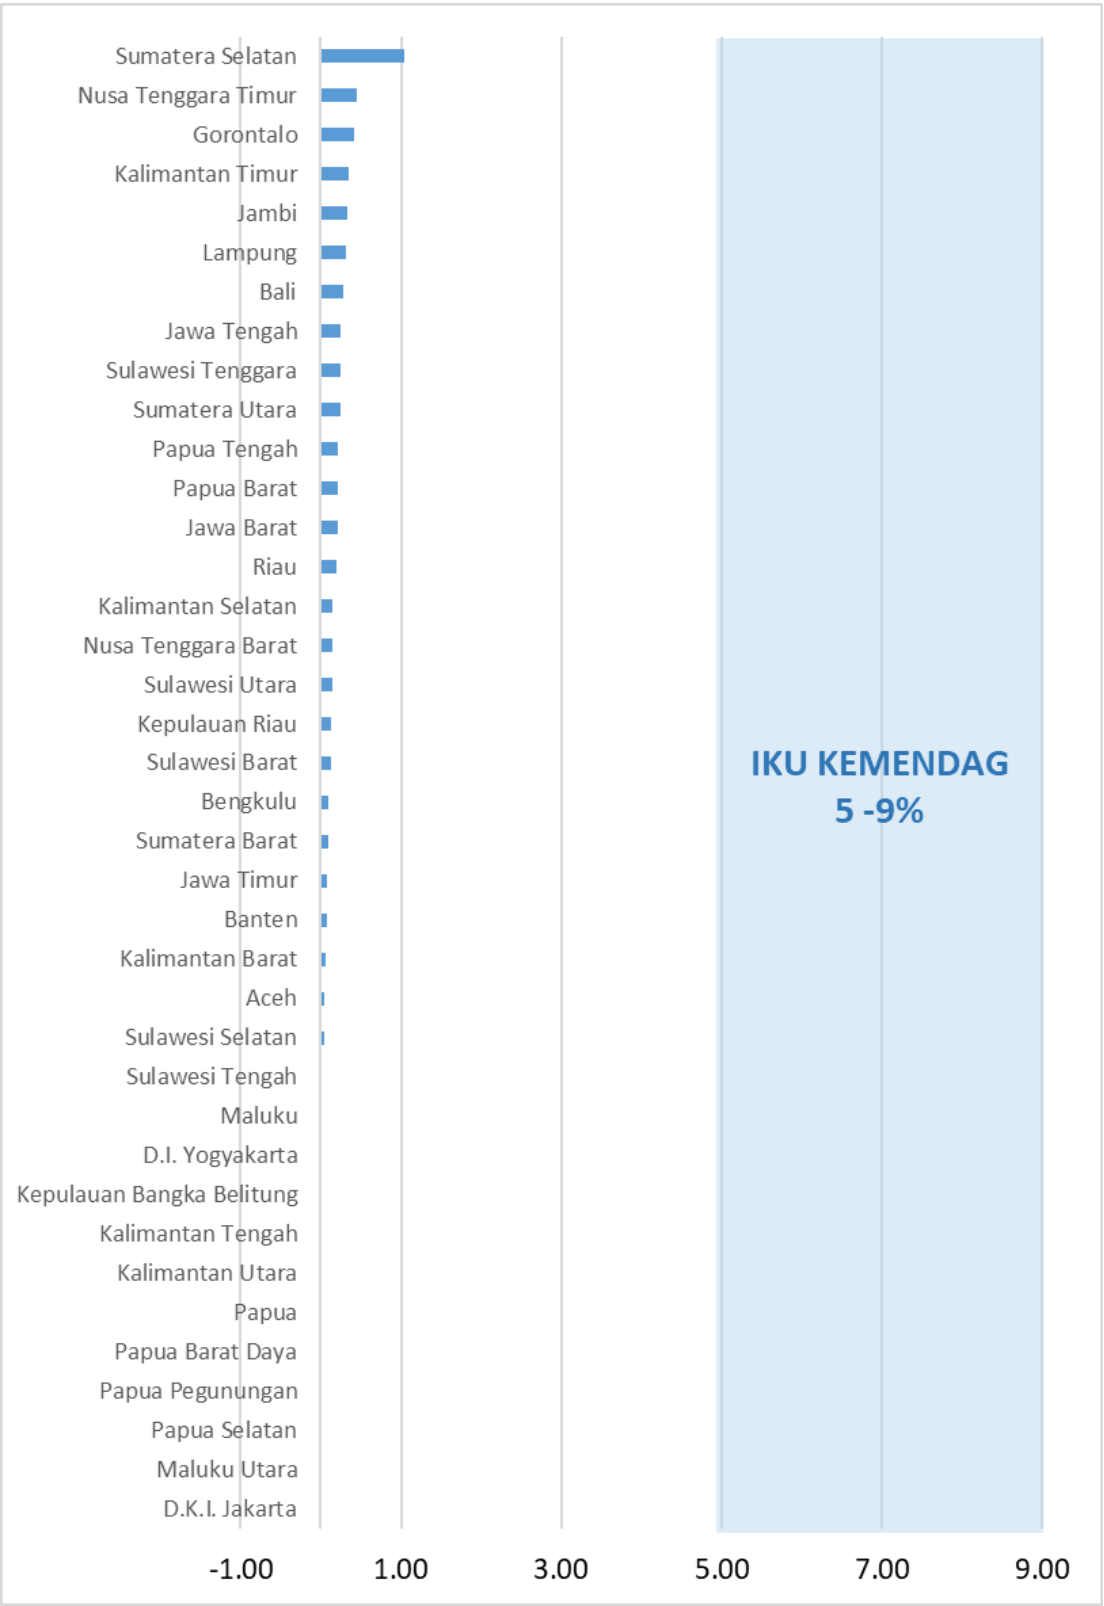 Sumatera Selatan
Nusa Tenggara Timur
Gorontalo
Kalimantan Timur
Jambi
Lampung
Bali
Jawa Tengah
Sulawesi Tenggara
Sumatera Utara
Papua Tengah
Papua Barat
Jawa Barat
Riau
Kalimantan Selatan
Nusa Tenggara Barat
Sulawesi Utara
Kepulauan Riau
Sulawesi Barat
Bengkulu
Sumatera Barat
Jawa Timur
Banten
Kalimantan Barat
Aceh
Sulawesi Selatan
Sulawesi Tengah
Maluku
D.I. Yogyakarta
Kepulauan Bangka Belitung
Kalimantan Tengah
Kalimantan Utara
Papua
Papua Barat Daya
Papua Pegunungan
Papua Selatan
Maluku Utara
D.K.I. Jakarta
IKU KEMENDAG
5 -9%
-1.00 1.00 3.00 5.00 7.00 9.00